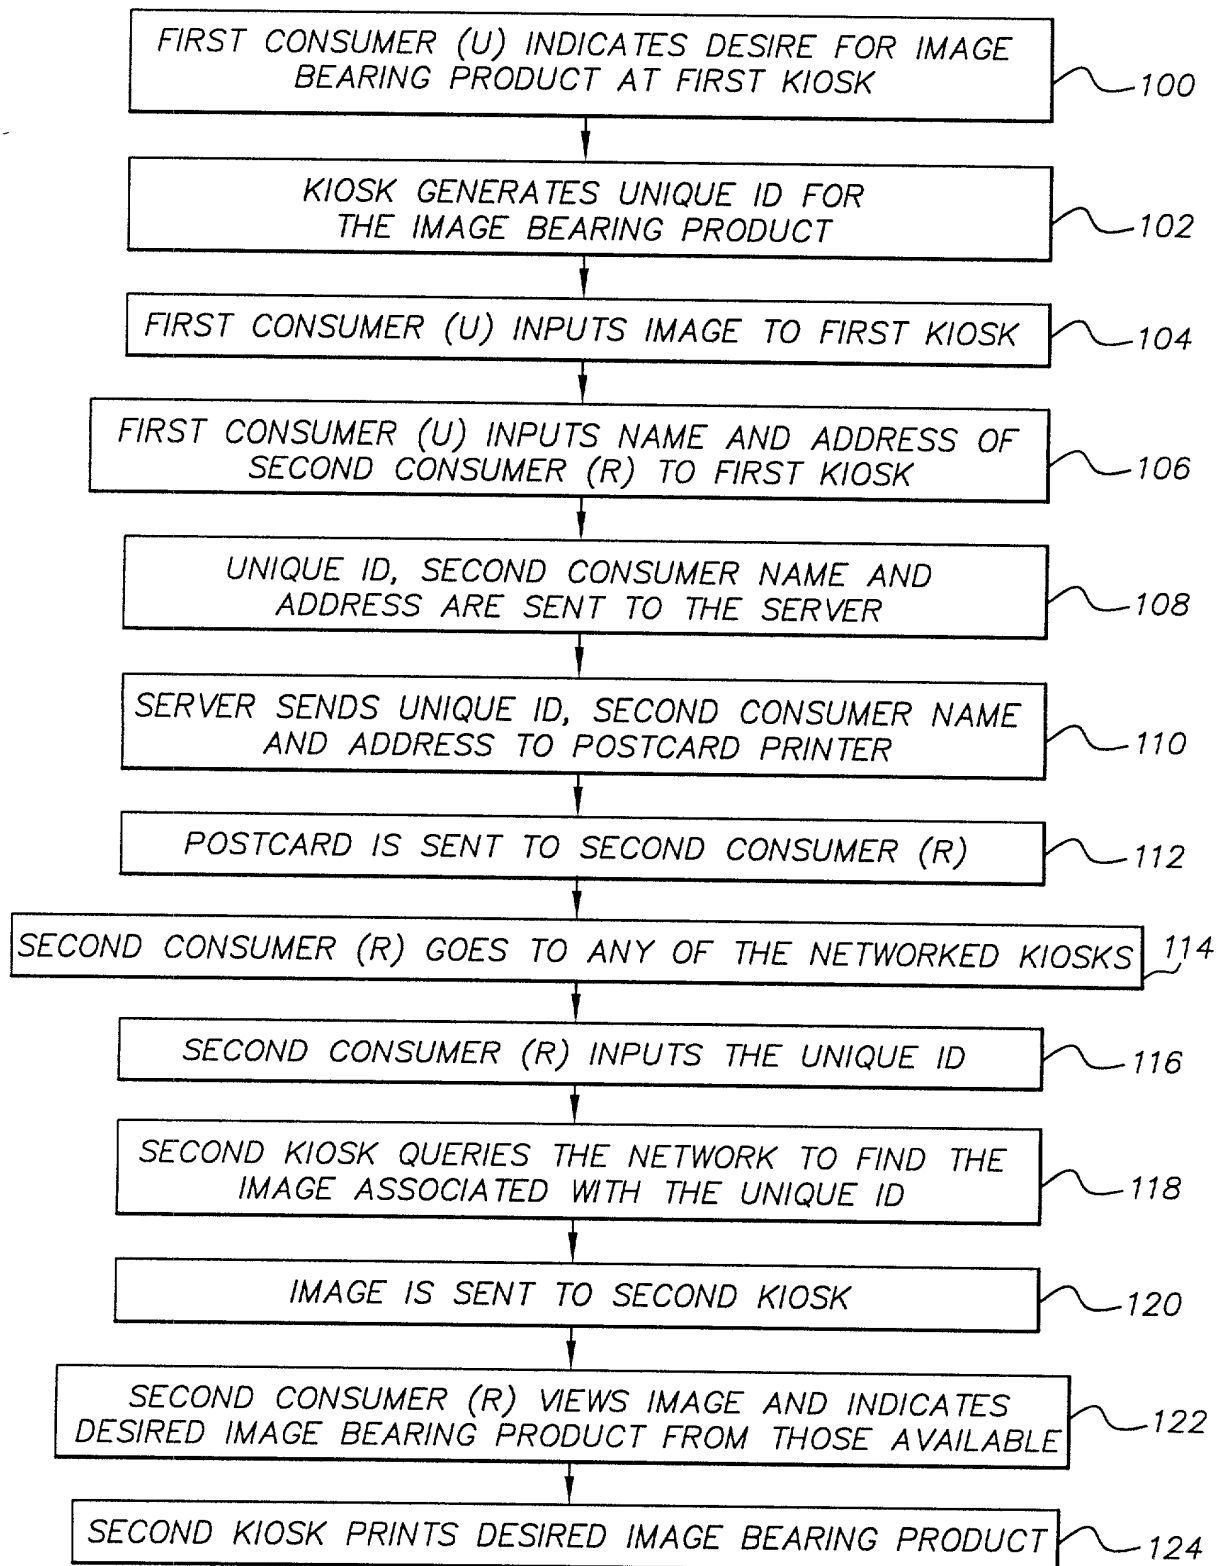 FIRST CONSUMER (U) INDICATES DESIRE FOR IMAGE
BEARING PRODUCT AT FIRST KIOSK
100
KIOSK GENERATES UNIQUE ID FOR
THE IMAGE BEARING PRODUCT
102
FIRST CONSUMER (U) INPUTS IMAGE TO FIRST KIOSK
104
FIRST CONSUMER (U) INPUTS NAME AND ADDRESS OF
SECOND CONSUMER (R) TO FIRST KIOSK
106
UNIQUE ID, SECOND CONSUMER NAME AND
ADDRESS ARE SENT TO THE SERVER
108
SERVER SENDS UNIQUE ID, SECOND CONSUMER NAME
AND ADDRESS TO POSTCARD PRINTER
110
POSTCARD IS SENT TO SECOND CONSUMER (R)
112
SECOND CONSUMER (R) GOES TO ANY OF THE NETWORKED KIOSKS
114
SECOND CONSUMER (R) INPUTS THE UNIQUE ID
116
SECOND KIOSK QUERIES THE NETWORK TO FIND THE
IMAGE ASSOCIATED WITH THE UNIQUE ID
118
IMAGE IS SENT TO SECOND KIOSK
120
SECOND CONSUMER (R) VIEWS IMAGE AND INDICATES
DESIRED IMAGE BEARING PRODUCT FROM THOSE AVAILABLE
122
SECOND KIOSK PRINTS DESIRED IMAGE BEARING PRODUCT
124